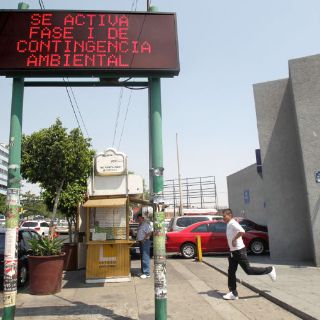 SE ACTIVA
FASE I DE
CONTINGENCIA
AMBIENTAL